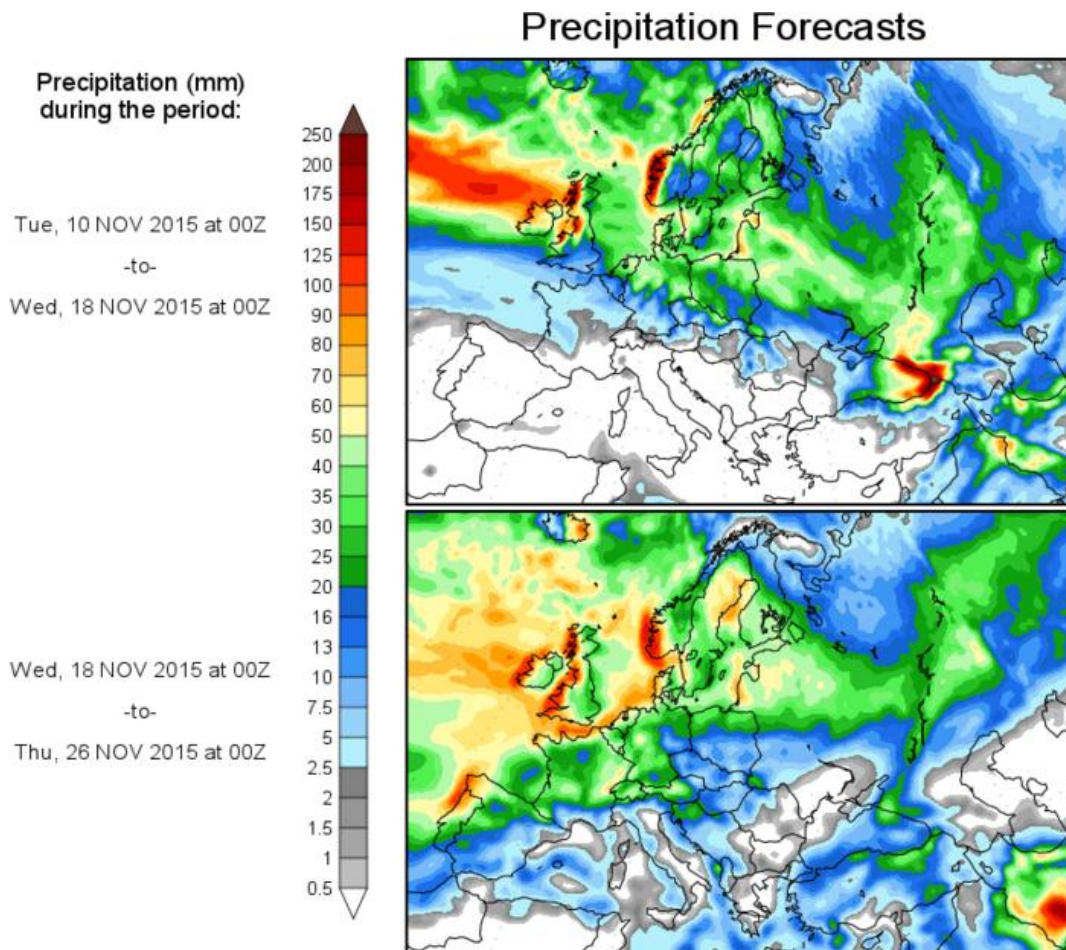 Precipitation Forecasts
Precipitation (mm)
during the period:
Tue, 10 NOV 2015 at 00Z
-to-
Wed, 18 NOV 2015 at 00Z
Wed, 18 NOV 2015 at 00Z
-to-
Thu, 26 NOV 2015 at 00Z
250
200
175
150
125
100
90
80
70
60
50
40
35
30
25
20
16
13
10
7.5
5
2.5
2
1.5
1
0.5